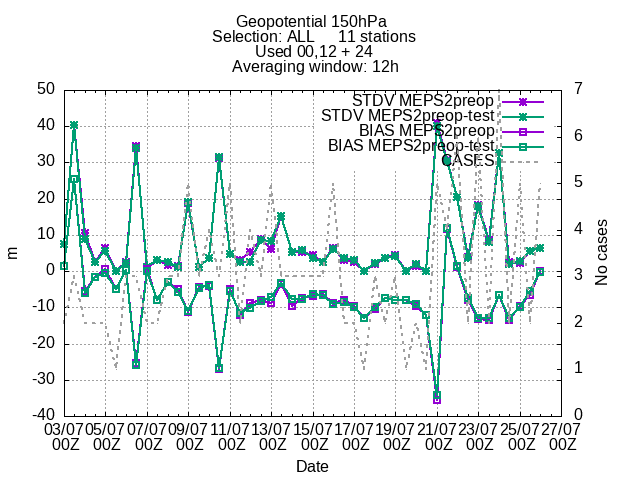 Geopotential 150hPa
Selection: ALL 11 stations
Used 00,12 + 24
Averaging window: 12h
STDV MEPS2preop
STDV MEPS2preop-test
BIAS MEPS2preop
BIAS MEPS2preop-test
CASES
50
40
30
20
10
0
-10
-20
-30
-40
m
7
6
5
4
3
2
1
0
No cases
03/07 05/07 07/07 09/07 11/07 13/07 15/07 17/07 19/07 21/07 23/07 25/07 27/07
00Z 00Z 00Z 00Z 00Z 00Z 00Z 00Z 00Z 00Z 00Z 00Z 00Z
Date